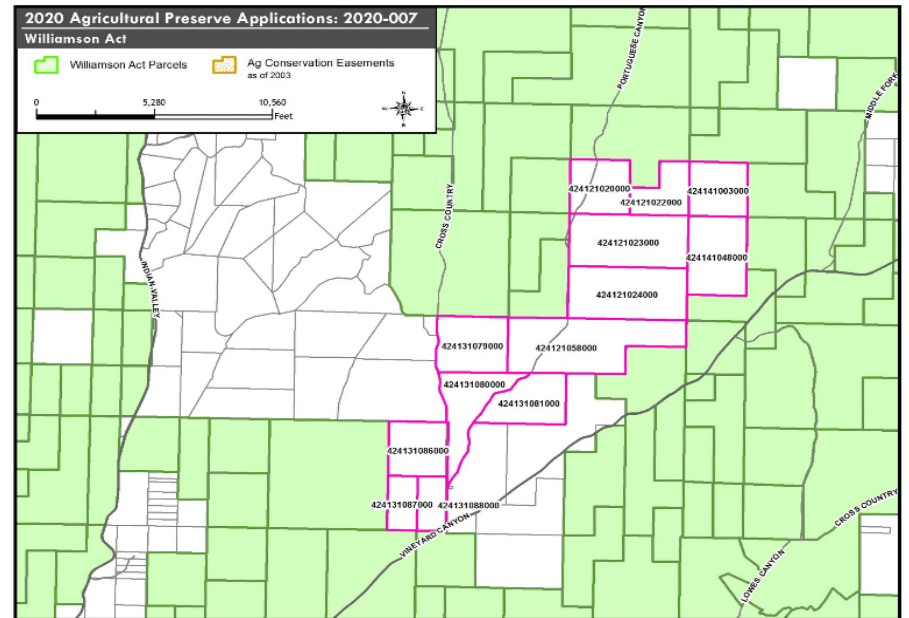 2020 Agricultural Preserve Applications: 2020-007
Williamson Act
Williamson Act Parcels
Ag Conservation Easements
as of 2003
0 5,280 10,560
Feet
PORTUGUESE CANYON
MIDDLE FORK
CROSS COUNTRY
INDIAN VALLEY
424121020000
424141003000
424121022000
424121023000
424141048000
424121024000
424131079000
424121058000
424131080000
424131081000
424131086000
424131087000
424131088000
VINEYARD CANYON
CROSS COUNTRY
LOWES CANYON